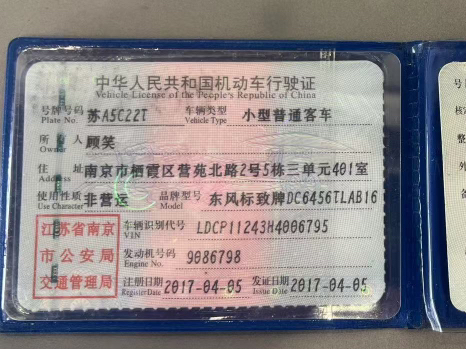 中华人民共和国机动车行驶证
Vehicle License of the People's Republic of China
号牌号码 苏A5C22T 车辆类型 小型普通客车
Plate No. Vehicle Type
所有人 顾笑
Owner
住址 南京市栖霞区营苑北路2号5栋三单元401室
Address
使用性质 非营运 品牌型号 东风标致牌DC6456TLAB16
Use Character Model
江苏省南京 车辆识别代号 LDCP11243H4006795
VIN
市公安局 发动机号码 9086798
Engine No.
交通管理局 注册日期 2017-04-05 发证日期 2017-04-05
Register Date Issue Date